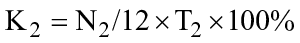 K₂ = N₂/12 × T₂ × 100%